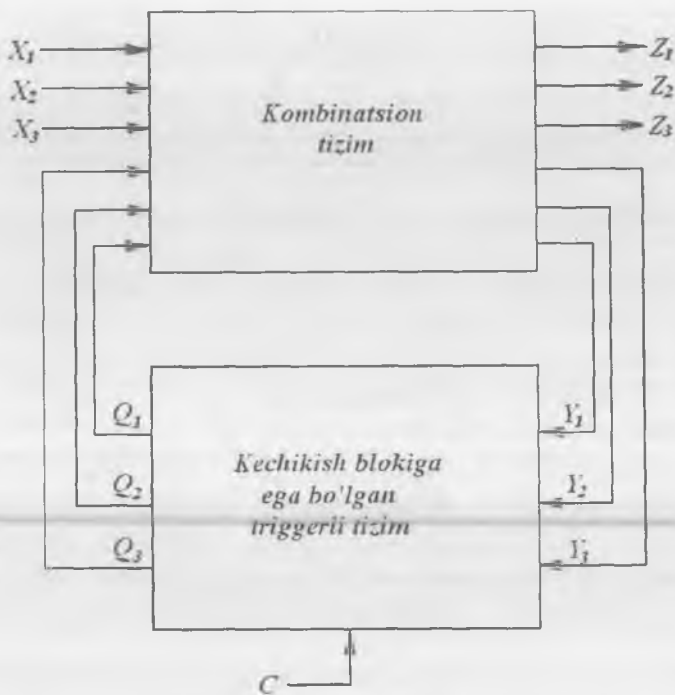 X₁
X₂
X₃
Kombinatsion
tizim
Z₁
Z₂
Z₃
Q₁
Q₂
Q₃
Kechikish blokiga
ega bo'lgan
triggerii tizim
Y₁
Y₂
Y₃
C